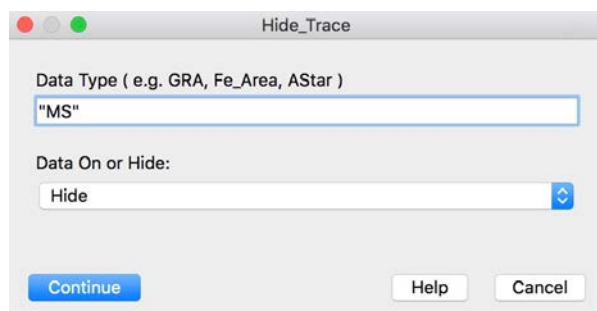 Hide_Trace
Data Type ( e.g. GRA, Fe_Area, AStar )
"MS"
Data On or Hide:
Hide
Continue Help Cancel